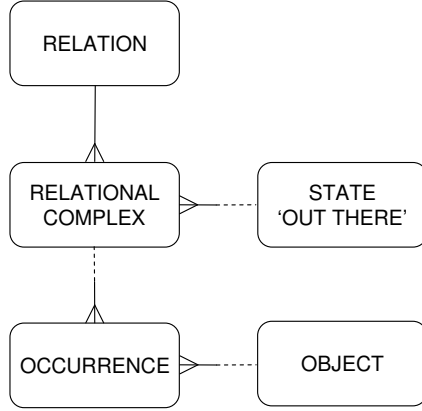 RELATION
RELATIONAL
COMPLEX
STATE
‘OUT THERE’
OCCURRENCE
OBJECT